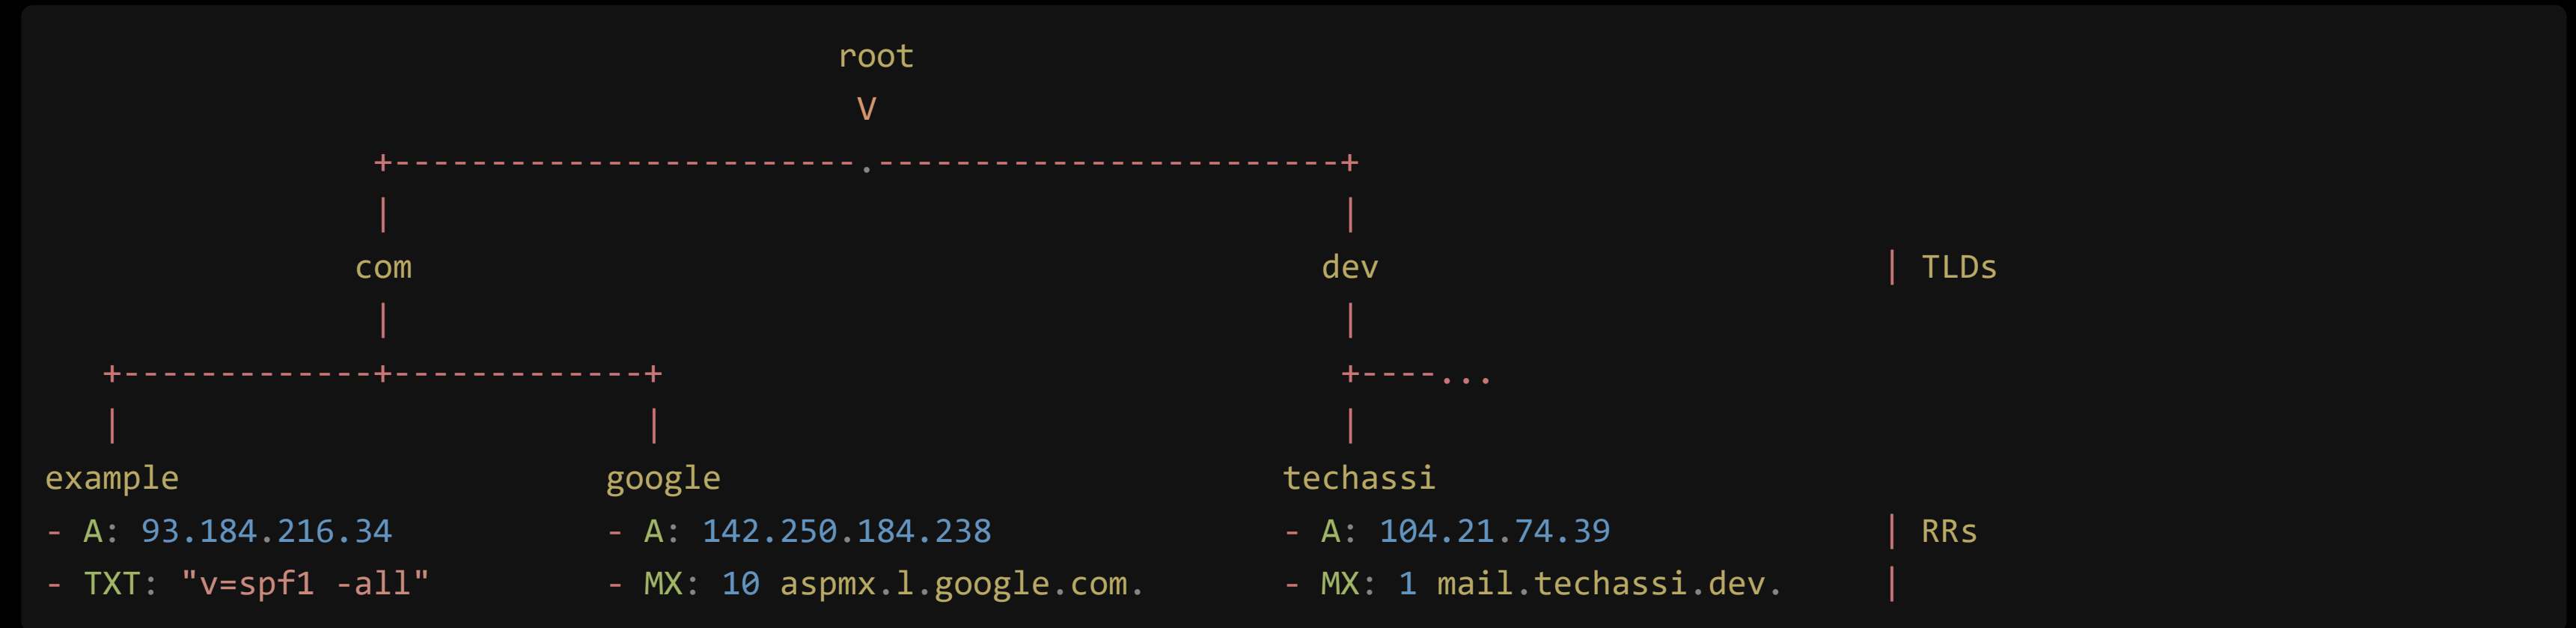 root
V
+------------------------.------------------------+
| |
com dev | TLDs
| |
+-------------+-------------+ +----...
| | |
example google techassi
- A: 93.184.216.34 - A: 142.250.184.238 - A: 104.21.74.39 | RRs
- TXT: "v=spf1 -all" - MX: 10 aspmx.l.google.com. - MX: 1 mail.techassi.dev. |